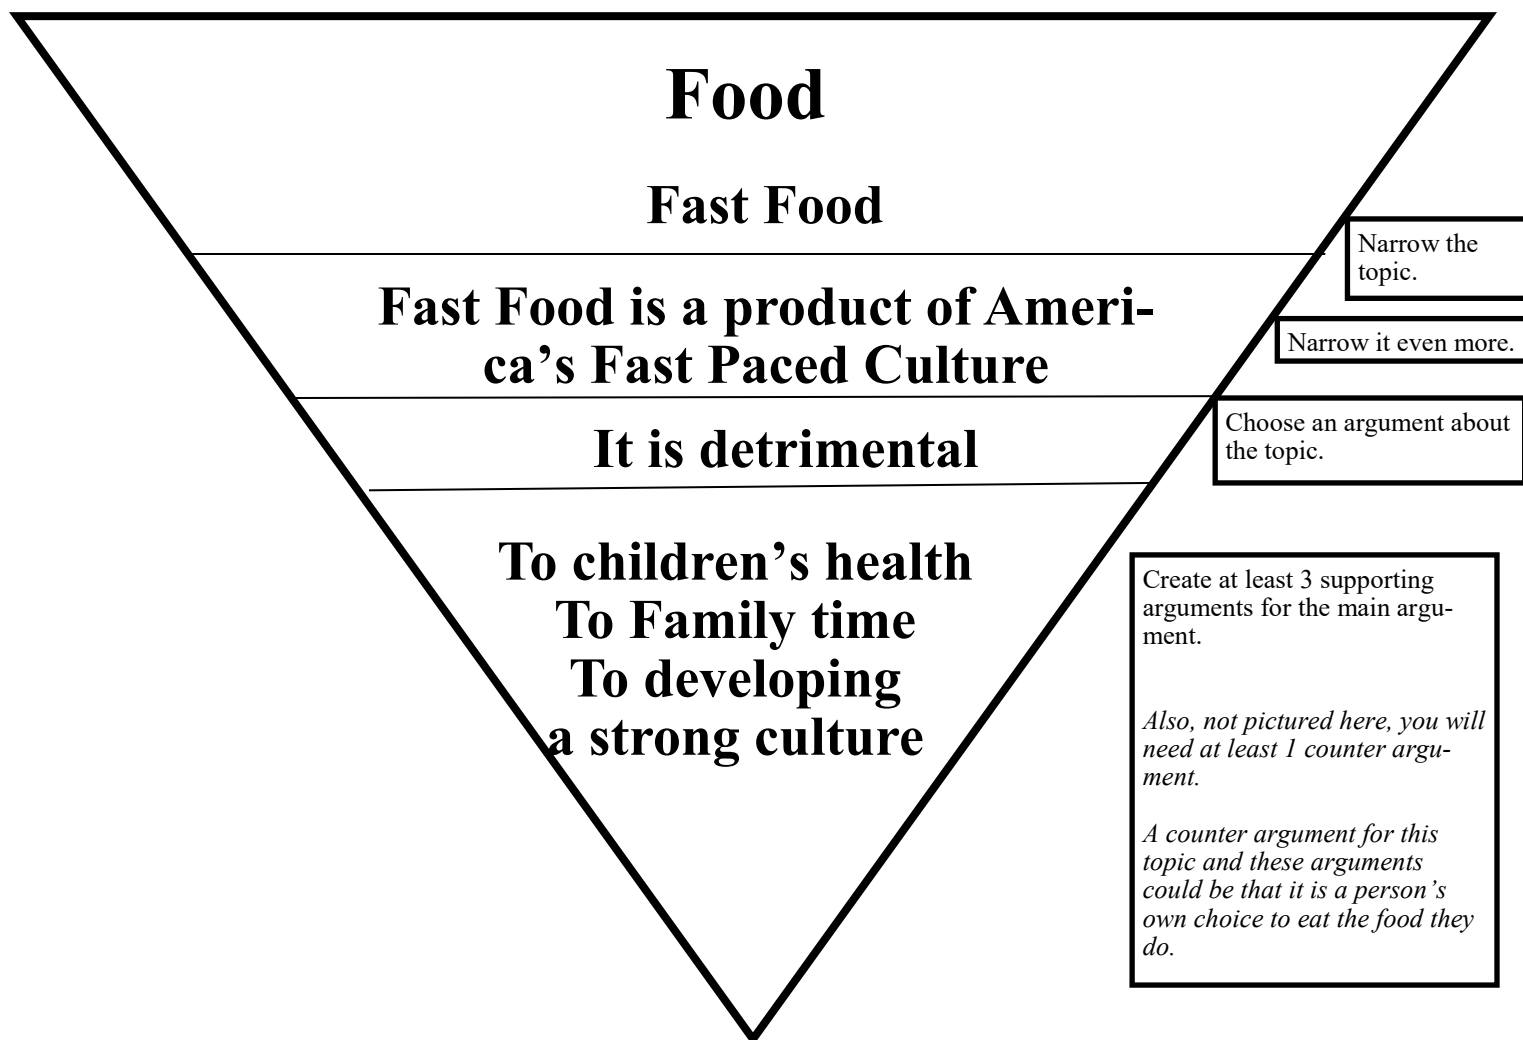 Food
Fast Food
Narrow the
topic.
Fast Food is a product of Ameri-
ca’s Fast Paced Culture
Narrow it even more.
It is detrimental
Choose an argument about
the topic.
To children’s health
To Family time
To developing
a strong culture
Create at least 3 supporting
arguments for the main argu-
ment.
Also, not pictured here, you will
need at least 1 counter argu-
ment.
A counter argument for this
topic and these arguments
could be that it is a person’s
own choice to eat the food they
do.